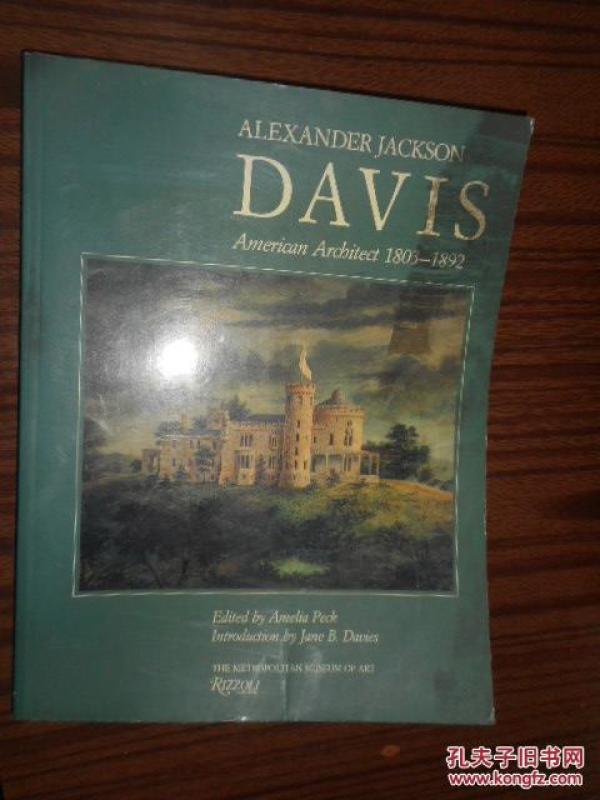 ALEXANDER JACKSON
DAVIS
American Architect 1803–1892
Edited by Amelia Peck
Introduction by Jane B. Davies
THE METROPOLITAN MUSEUM OF ART
RIZZOLI
孔夫子旧书网
www.kongfz.com